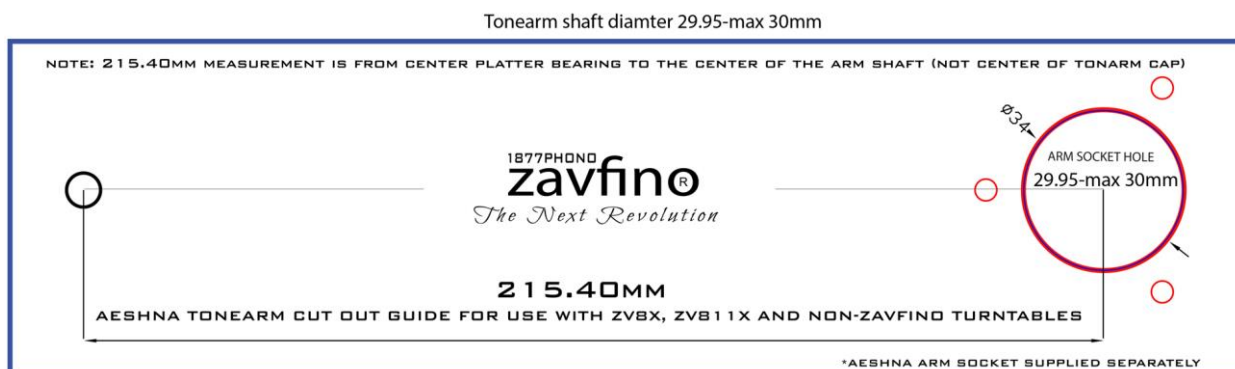 Tonearm shaft diamter 29.95-max 30mm
NOTE: 215.40MM MEASUREMENT IS FROM CENTER PLATTER BEARING TO THE CENTER OF THE ARM SHAFT (NOT CENTER OF TONARM CAP)
ø34
1877PHONO
zavfino®
The Next Revolution
ARM SOCKET HOLE
29.95-max 30mm
215.40MM
AESHNA TONEARM CUT OUT GUIDE FOR USE WITH ZV8X, ZV811X AND NON-ZAVFINO TURNTABLES
*AESHNA ARM SOCKET SUPPLIED SEPARATELY